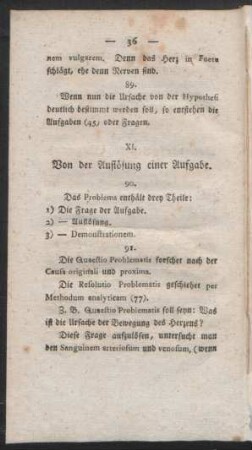 — 36 —
nem vulgarem. Denn das Herz in Foetu
schlägt, ehe denn Nerven sind.
89.
Wenn nun die Ursache von der Hypothesi
deutlich bestimmt werden soll, so entstehen die
Aufgaben (45) oder Fragen.
XI.
Von der Auflösung einer Aufgabe.
90.
Das Problema enthält drey Theile:
1) Die Frage der Aufgabe.
2) — Auflösung.
3) — Demonstrationem.
91.
Die Quaestio Problematis forschet nach der
Causa originali und proxima.
Die Resolutio Problematis geschiehet per
Methodum analyticam (77).
Z. B. Quaestio Problematis soll seyn: Was
ist die Ursache der Bewegung des Herzens?
Diese Frage aufzulösen, untersucht man
den Sanguinem arteriosum und venosum, (wenn